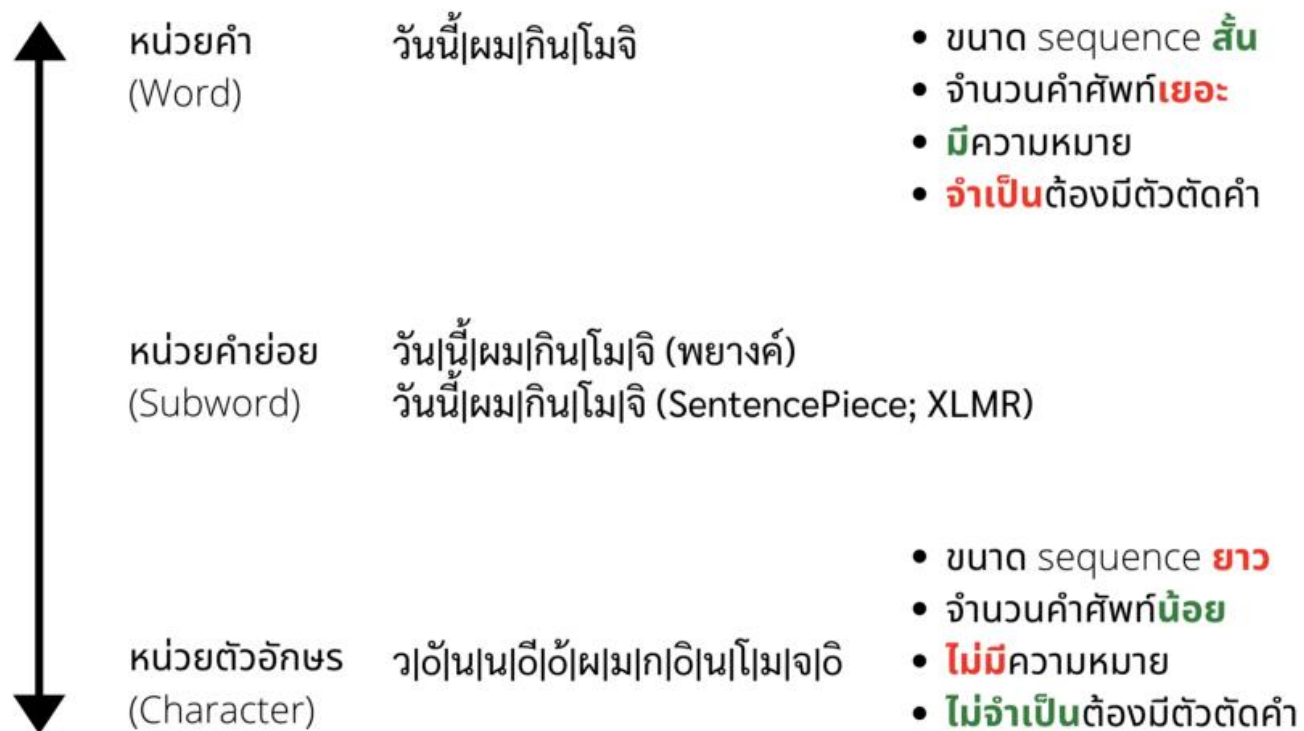 หน่วยคำ
(Word)
วันนี้|ผม|กิน|โมจิ
• ขนาด sequence สั้น
• จำนวนคำศัพท์เยอะ
• มีความหมาย
• จำเป็นต้องมีตัวตัดคำ
หน่วยคำย่อย
(Subword)
วัน|นี้|ผม|กิน|โม|จิ (พยางค์)
วันนี้|ผม|กิน|โม|จิ (SentencePiece; XLMR)
หน่วยตัวอักษร
(Character)
ว|อั|น|น|อี|อ้|ผ|ม|ก|อิ|น|โ|ม|จ|อิ
• ขนาด sequence ยาว
• จำนวนคำศัพท์น้อย
• ไม่มีความหมาย
• ไม่จำเป็นต้องมีตัวตัดคำ